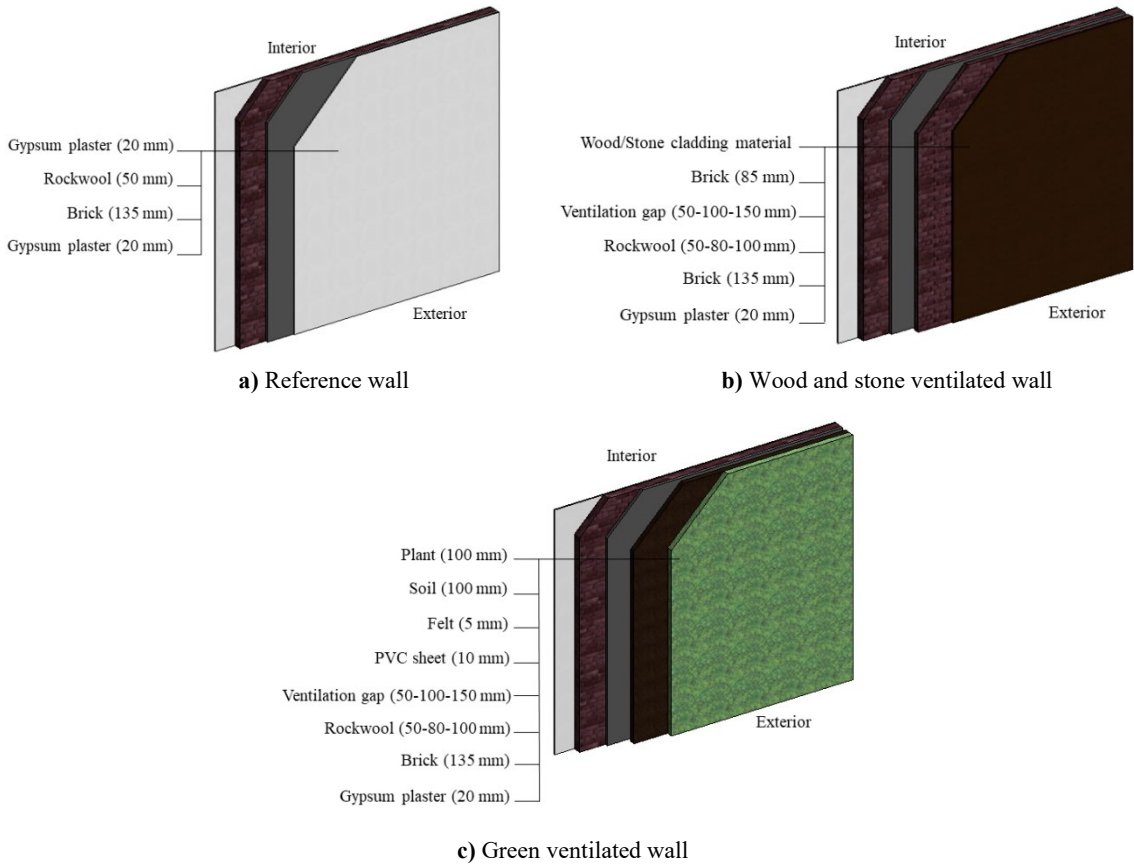 Interior
Gypsum plaster (20 mm)
Rockwool (50 mm)
Brick (135 mm)
Gypsum plaster (20 mm)
Exterior
a) Reference wall
Interior
Wood/Stone cladding material
Brick (85 mm)
Ventilation gap (50-100-150 mm)
Rockwool (50-80-100 mm)
Brick (135 mm)
Gypsum plaster (20 mm)
Exterior
b) Wood and stone ventilated wall
Interior
Plant (100 mm)
Soil (100 mm)
Felt (5 mm)
PVC sheet (10 mm)
Ventilation gap (50-100-150 mm)
Rockwool (50-80-100 mm)
Brick (135 mm)
Gypsum plaster (20 mm)
Exterior
c) Green ventilated wall